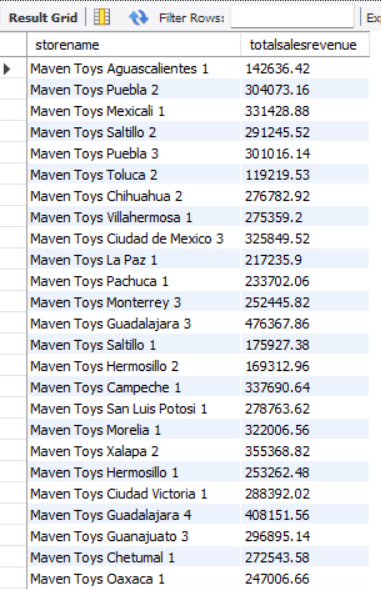 Result Grid Filter Rows: Ex
storename totalsalesrevenue
Maven Toys Aguascalientes 1 142636.42
Maven Toys Puebla 2 304073.16
Maven Toys Mexicali 1 331428.88
Maven Toys Saltillo 2 291245.52
Maven Toys Puebla 3 301016.14
Maven Toys Toluca 2 119219.53
Maven Toys Chihuahua 2 276782.92
Maven Toys Villahermosa 1 275359.2
Maven Toys Ciudad de Mexico 3 325849.52
Maven Toys La Paz 1 217235.9
Maven Toys Pachuca 1 233702.06
Maven Toys Monterrey 3 252445.82
Maven Toys Guadalajara 3 476367.86
Maven Toys Saltillo 1 175927.38
Maven Toys Hermosillo 2 169312.96
Maven Toys Campeche 1 337690.64
Maven Toys San Luis Potosi 1 278763.62
Maven Toys Morelia 1 322006.56
Maven Toys Xalapa 2 355368.82
Maven Toys Hermosillo 1 253262.48
Maven Toys Ciudad Victoria 1 288392.02
Maven Toys Guadalajara 4 408151.56
Maven Toys Guanajuato 3 296895.14
Maven Toys Chetumal 1 272543.58
Maven Toys Oaxaca 1 247006.66